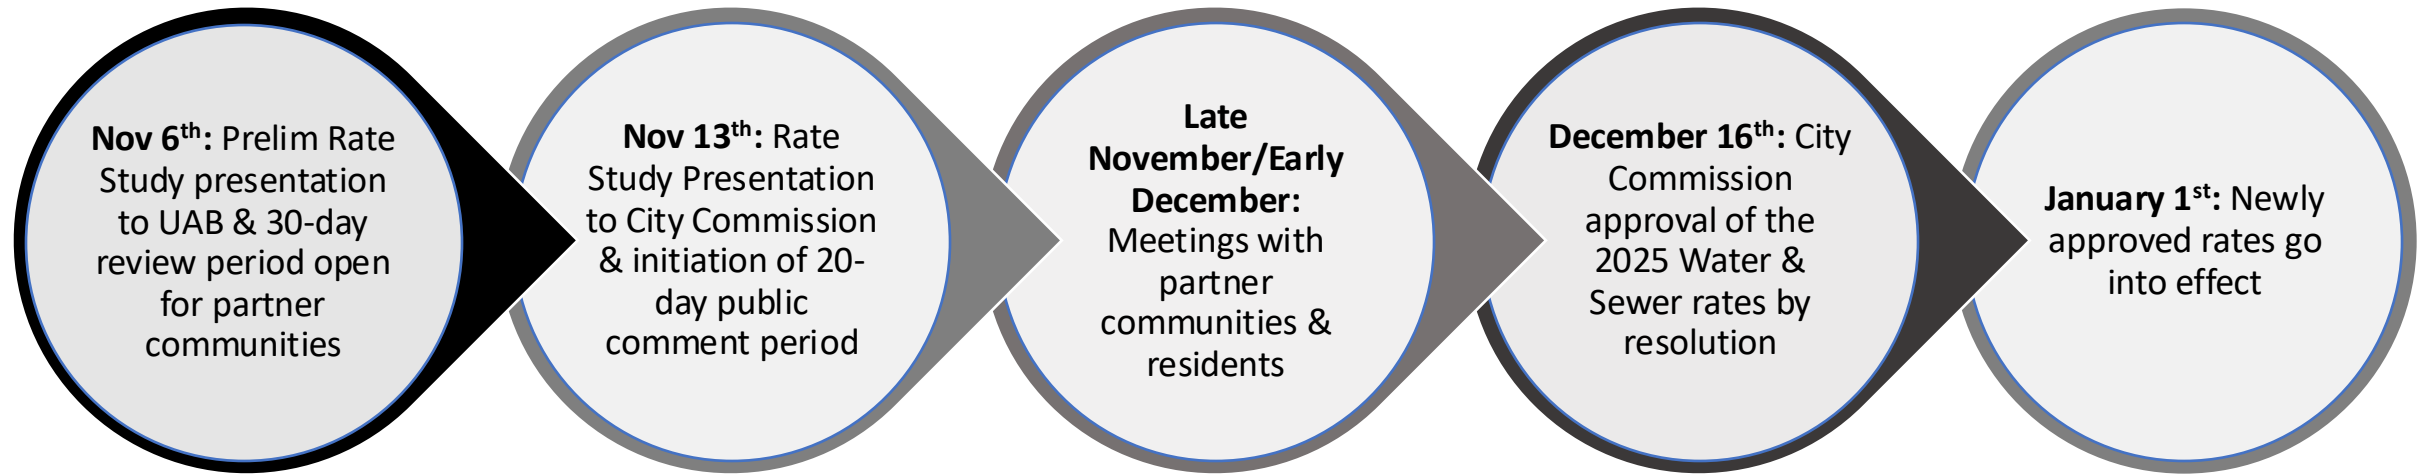 Nov 6th: Prelim Rate
Study presentation
to UAB & 30-day
review period open
for partner
communities
Nov 13th: Rate
Study Presentation
to City Commission
& initiation of 20-
day public
comment period
Late
November/Early
December:
Meetings with
partner
communities &
residents
December 16th: City
Commission
approval of the
2025 Water &
Sewer rates by
resolution
January 1st: Newly
approved rates go
into effect